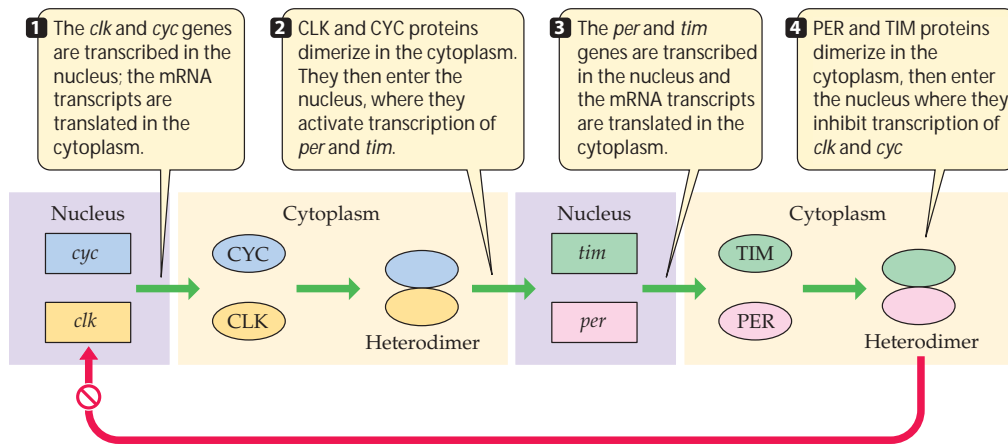 1 The clk and cyc genes
are transcribed in the
nucleus; the mRNA
transcripts are
translated in the
cytoplasm.
2 CLK and CYC proteins
dimerize in the cytoplasm.
They then enter the
nucleus, where they
activate transcription of
per and tim.
3 The per and tim
genes are transcribed
in the nucleus and
the mRNA transcripts
are translated in the
cytoplasm.
4 PER and TIM proteins
dimerize in the
cytoplasm, then enter
the nucleus where they
inhibit transcription of
clk and cyc
Nucleus
cyc
clk
Cytoplasm
CYC
CLK
Heterodimer
Nucleus
tim
per
Cytoplasm
TIM
PER
Heterodimer